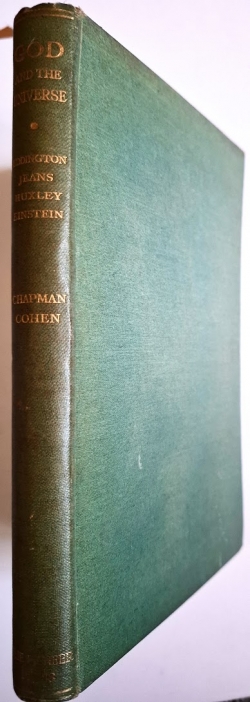 GOD
AND THE
UNIVERSE
EDDINGTON
JEANS
HUXLEY
EINSTEIN
CHAPMAN
COHEN